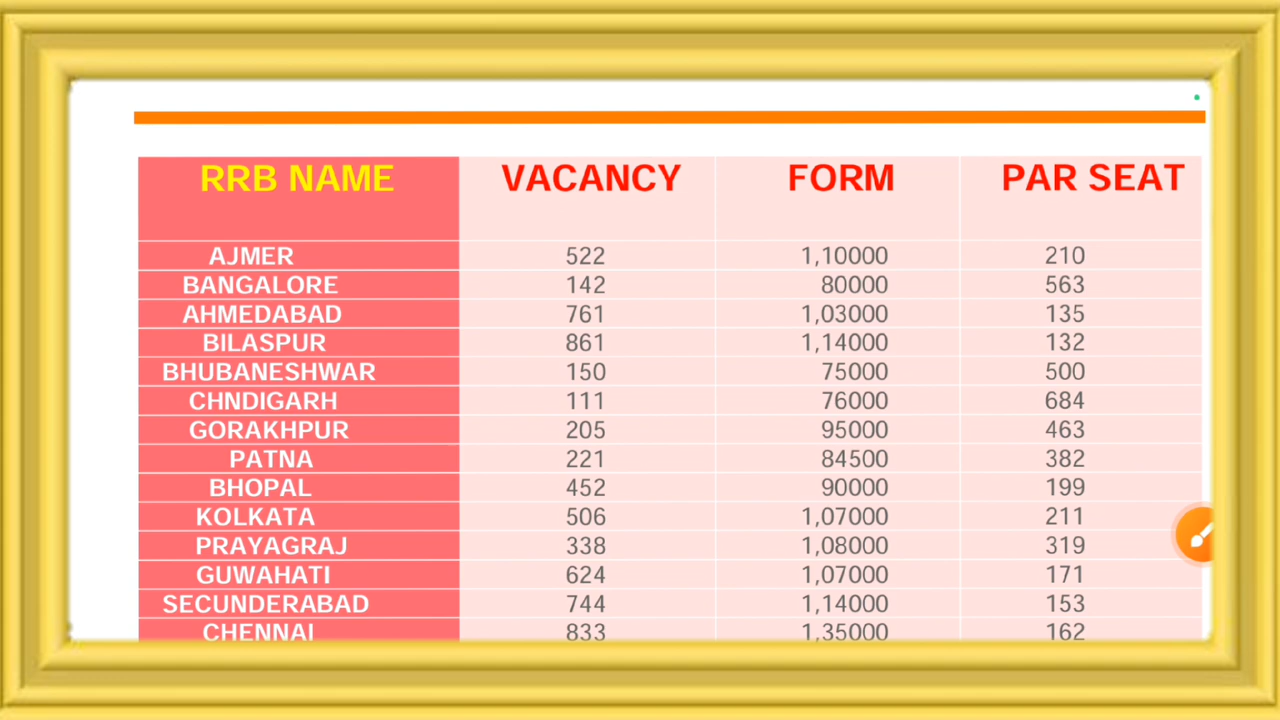 RRB NAME VACANCY FORM PAR SEAT
AJMER 522 1,10000 210
BANGALORE 142 80000 563
AHMEDABAD 761 1,03000 135
BILASPUR 861 1,14000 132
BHUBANESHWAR 150 75000 500
CHNDIGARH 111 76000 684
GORAKHPUR 205 95000 463
PATNA 221 84500 382
BHOPAL 452 90000 199
KOLKATA 506 1,07000 211
PRAYAGRAJ 338 1,08000 319
GUWAHATI 624 1,07000 171
SECUNDERABAD 744 1,14000 153
CHENNAI 833 1,35000 162